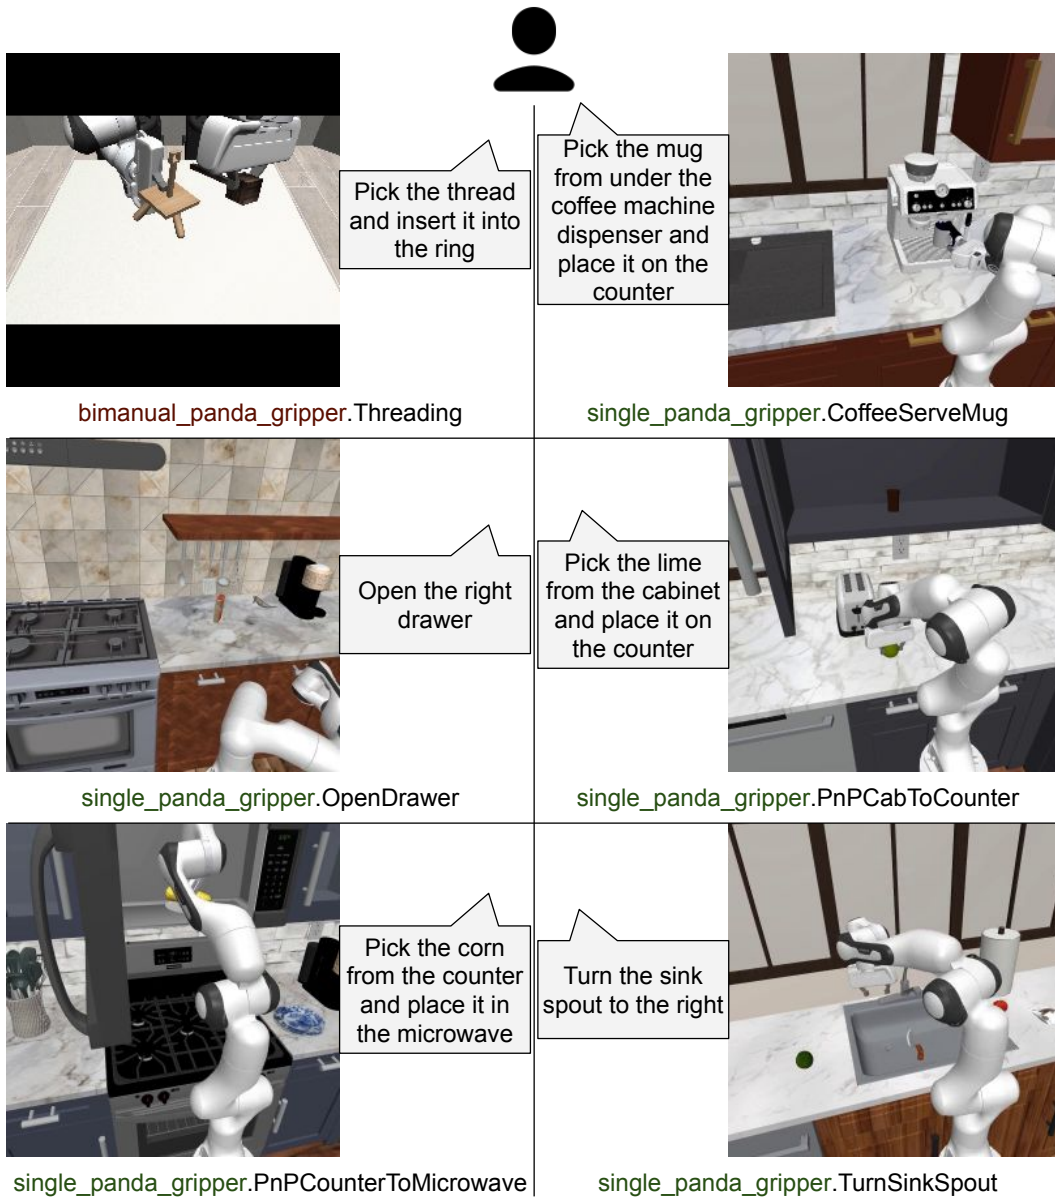 Pick the thread
and insert it into
the ring
Pick the mug
from under the
coffee machine
dispenser and
place it on the
counter
bimanual_panda_gripper.Threading
single_panda_gripper.CoffeeServeMug
Open the right
drawer
Pick the lime
from the cabinet
and place it on
the counter
single_panda_gripper.OpenDrawer
single_panda_gripper.PnPCabToCounter
Pick the corn
from the counter
and place it in
the microwave
Turn the sink
spout to the right
single_panda_gripper.PnPCounterToMicrowave
single_panda_gripper.TurnSinkSpout